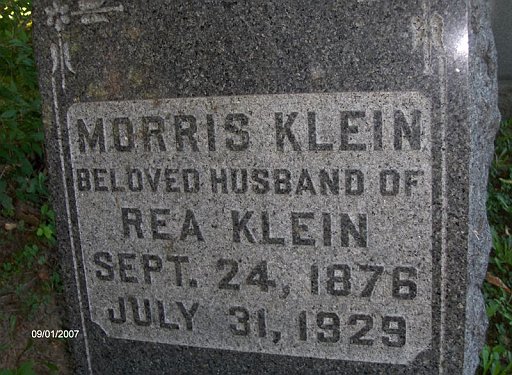 MORRIS KLEIN
BELOVED HUSBAND OF
REA KLEIN
SEPT. 24, 1876
JULY 31, 1929
09/01/2007